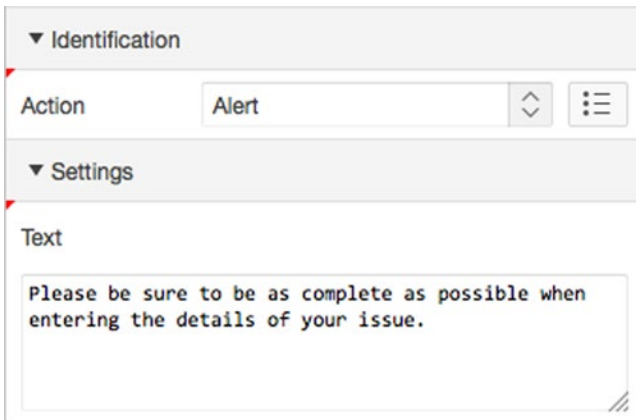 Identification
Action Alert
Settings
Text
Please be sure to be as complete as possible when
entering the details of your issue.